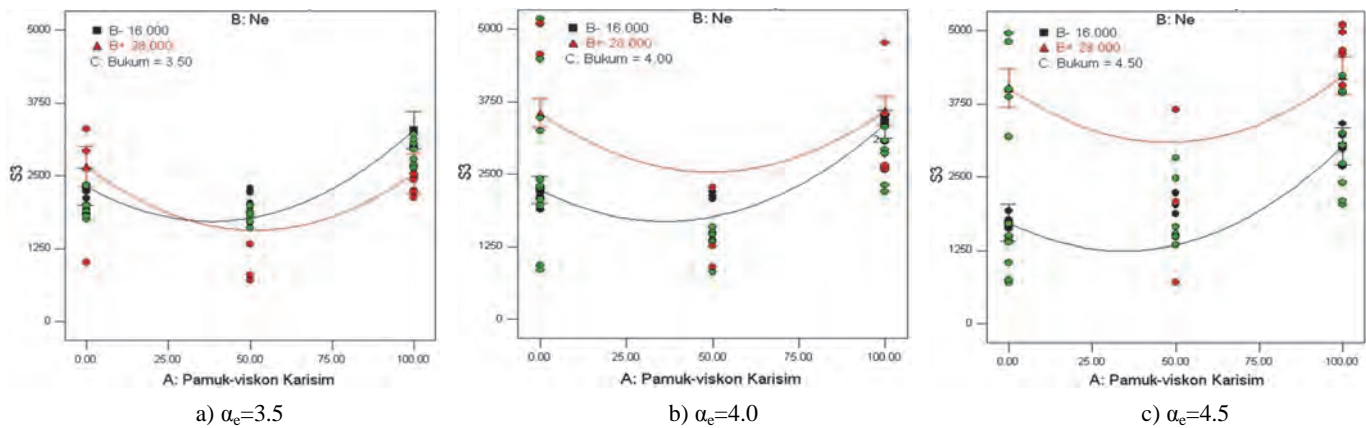 B: Ne
B- 16.000
B+ 28.000
C: Bukum = 3.50
5000
3750
2500
1250
0
S3
0.00 25.00 50.00 75.00 100.00
A: Pamuk-viskon Karisim
a) αe=3.5
B: Ne
B- 16.000
B+ 28.000
C: Bukum = 4.00
5000
3750
2500
1250
0
S3
0.00 25.00 50.00 75.00 100.00
A: Pamuk-viskon Karisim
b) αe=4.0
B: Ne
B- 16.000
B+ 28.000
C: Bukum = 4.50
5000
3750
2500
1250
0
S3
0.00 25.00 50.00 75.00 100.00
A: Pamuk-viskon Karisim
c) αe=4.5